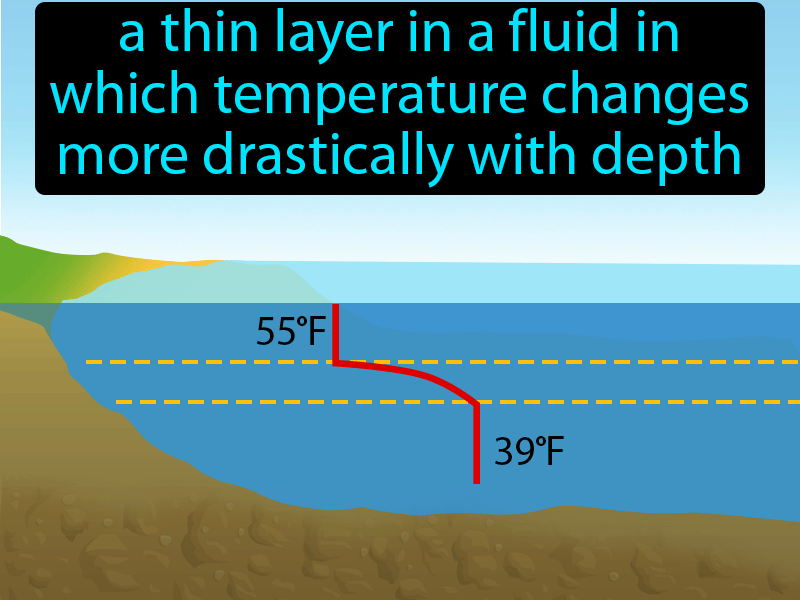 a thin layer in a fluid in
which temperature changes
more drastically with depth
55°F
39°F